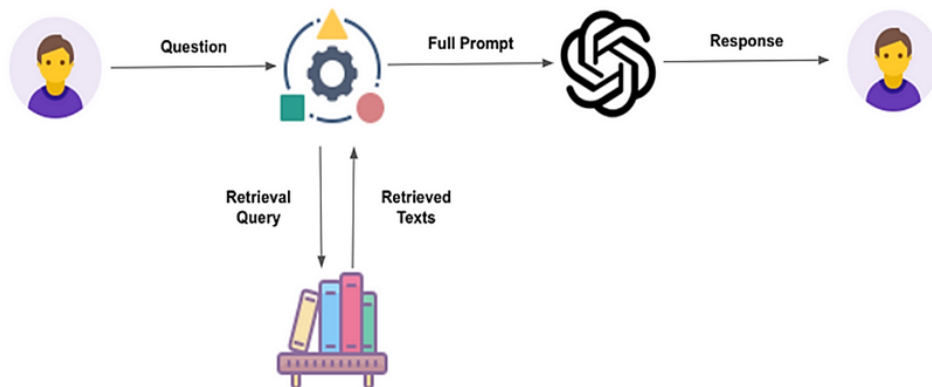 Question
Full Prompt
Response
Retrieval
Query
Retrieved
Texts